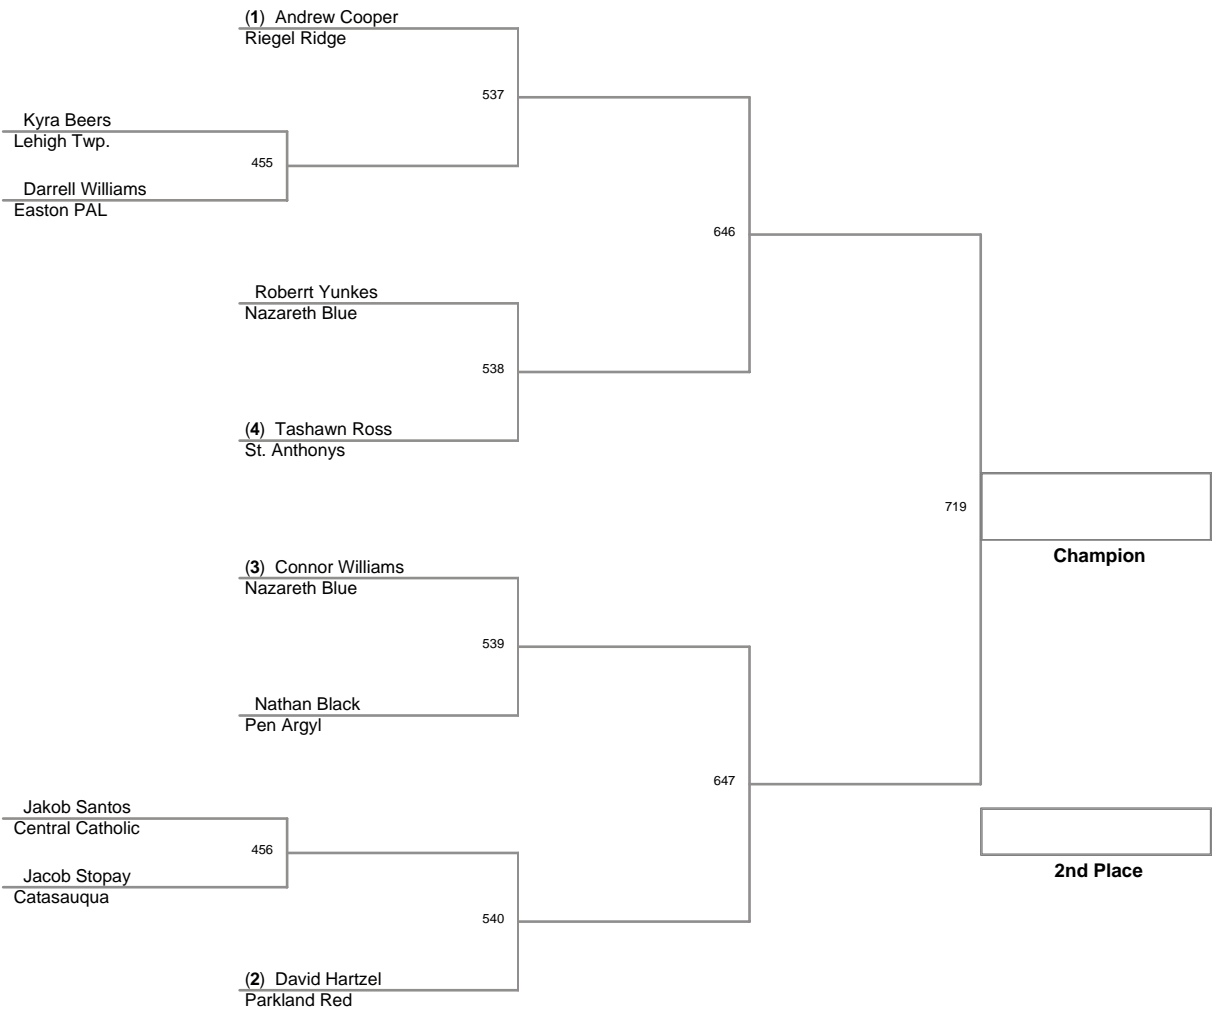 (1) Andrew Cooper
Riegel Ridge
537
Kyra Beers
Lehigh Twp.
455
Darrell Williams
Easton PAL
646
Roberrt Yunkes
Nazareth Blue
538
(4) Tashawn Ross
St. Anthonys
719
Champion
(3) Connor Williams
Nazareth Blue
539
Nathan Black
Pen Argyl
647
Jakob Santos
Central Catholic
456
Jacob Stopay
Catasauqua
2nd Place
540
(2) David Hartzel
Parkland Red